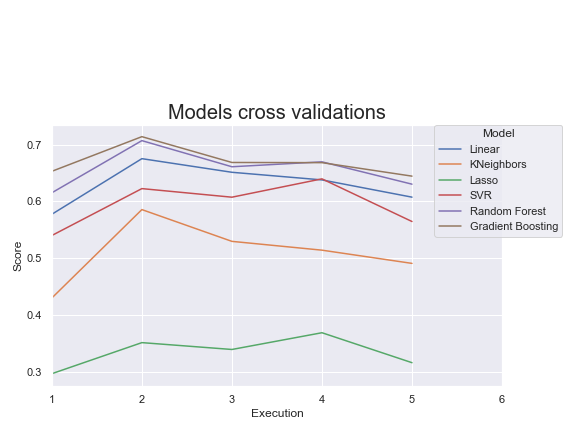 Models cross validations
Model
Linear
KNeighbors
Lasso
SVR
Random Forest
Gradient Boosting
0.7
0.6
0.5
0.4
0.3
Score
1 2 3 4 5 6
Execution